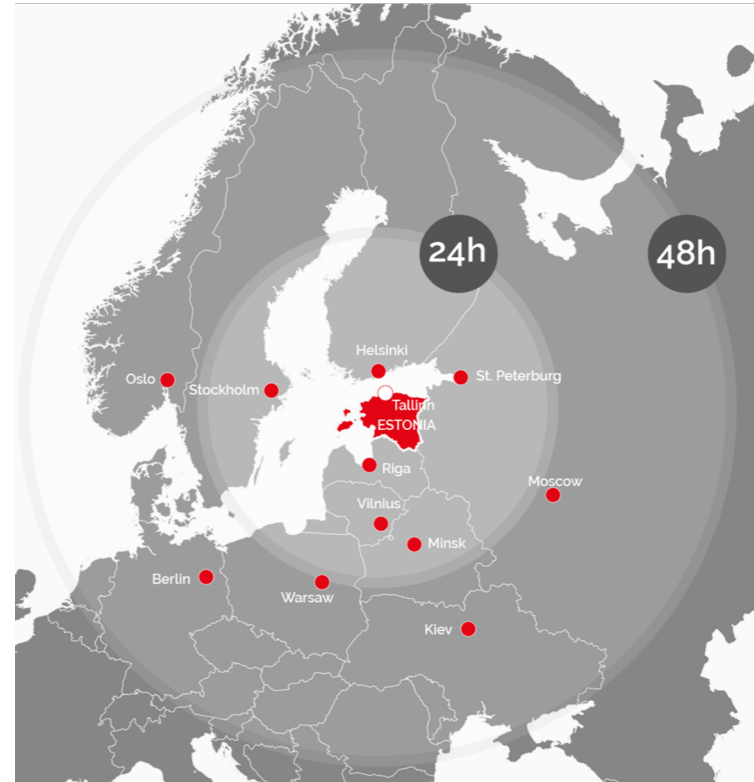 24h
48h
Helsinki
Oslo
St. Peterburg
Stockholm
Tallinn
ESTONIA
Riga
Moscow
Vilnius
Minsk
Berlin
Warsaw
Kiev